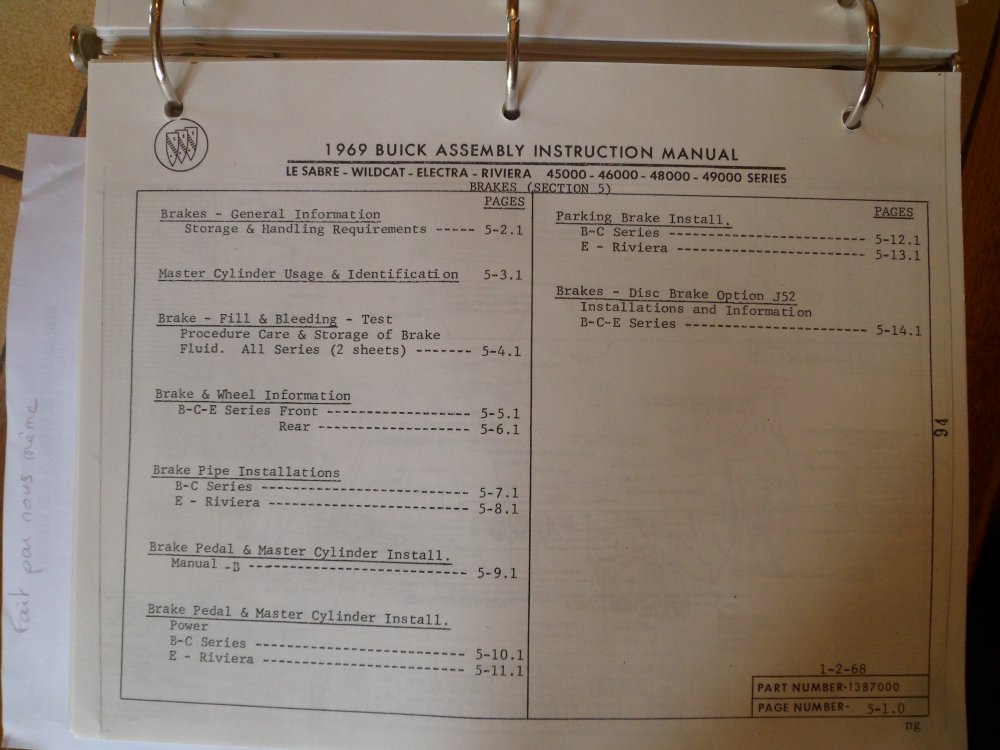 1969 BUICK ASSEMBLY INSTRUCTION MANUAL
LE SABRE - WILDCAT - ELECTRA - RIVIERA 45000 - 46000 - 48000 - 49000 SERIES
BRAKES (SECTION 5)
PAGES
Brakes - General Information
Storage & Handling Requirements ----- 5-2.1
Master Cylinder Usage & Identification 5-3.1
Brake - Fill & Bleeding - Test
Procedure Care & Storage of Brake
Fluid. All Series (2 sheets) ------- 5-4.1
Brake & Wheel Information
B-C-E Series Front ------------------ 5-5.1
Rear ------------------- 5-6.1
Brake Pipe Installations
B-C Series -------------------------- 5-7.1
E - Riviera ------------------------- 5-8.1
Brake Pedal & Master Cylinder Install.
Manual -B --------------------------- 5-9.1
Brake Pedal & Master Cylinder Install.
Power
B-C Series -------------------------- 5-10.1
E - Riviera ------------------------- 5-11.1
PAGES
Parking Brake Install.
B-C Series -------------------------- 5-12.1
E - Riviera ------------------------- 5-13.1
Brakes - Disc Brake Option J52
Installations and Information
B-C-E Series ------------------------ 5-14.1
94
1-2-68
PART NUMBER-1387000
PAGE NUMBER- 5-1.0
ng
Fait par nous même